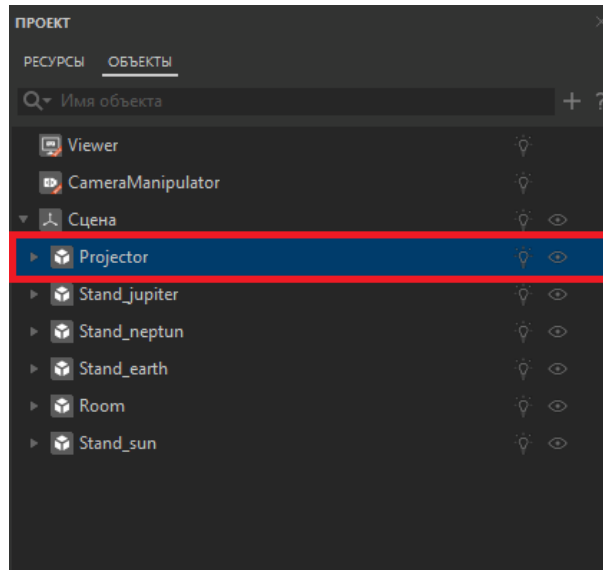 ПРОЕКТ
РЕСУРСЫ ОБЪЕКТЫ
Имя объекта
Viewer
CameraManipulator
Сцена
Projector
Stand_jupiter
Stand_neptun
Stand_earth
Room
Stand_sun